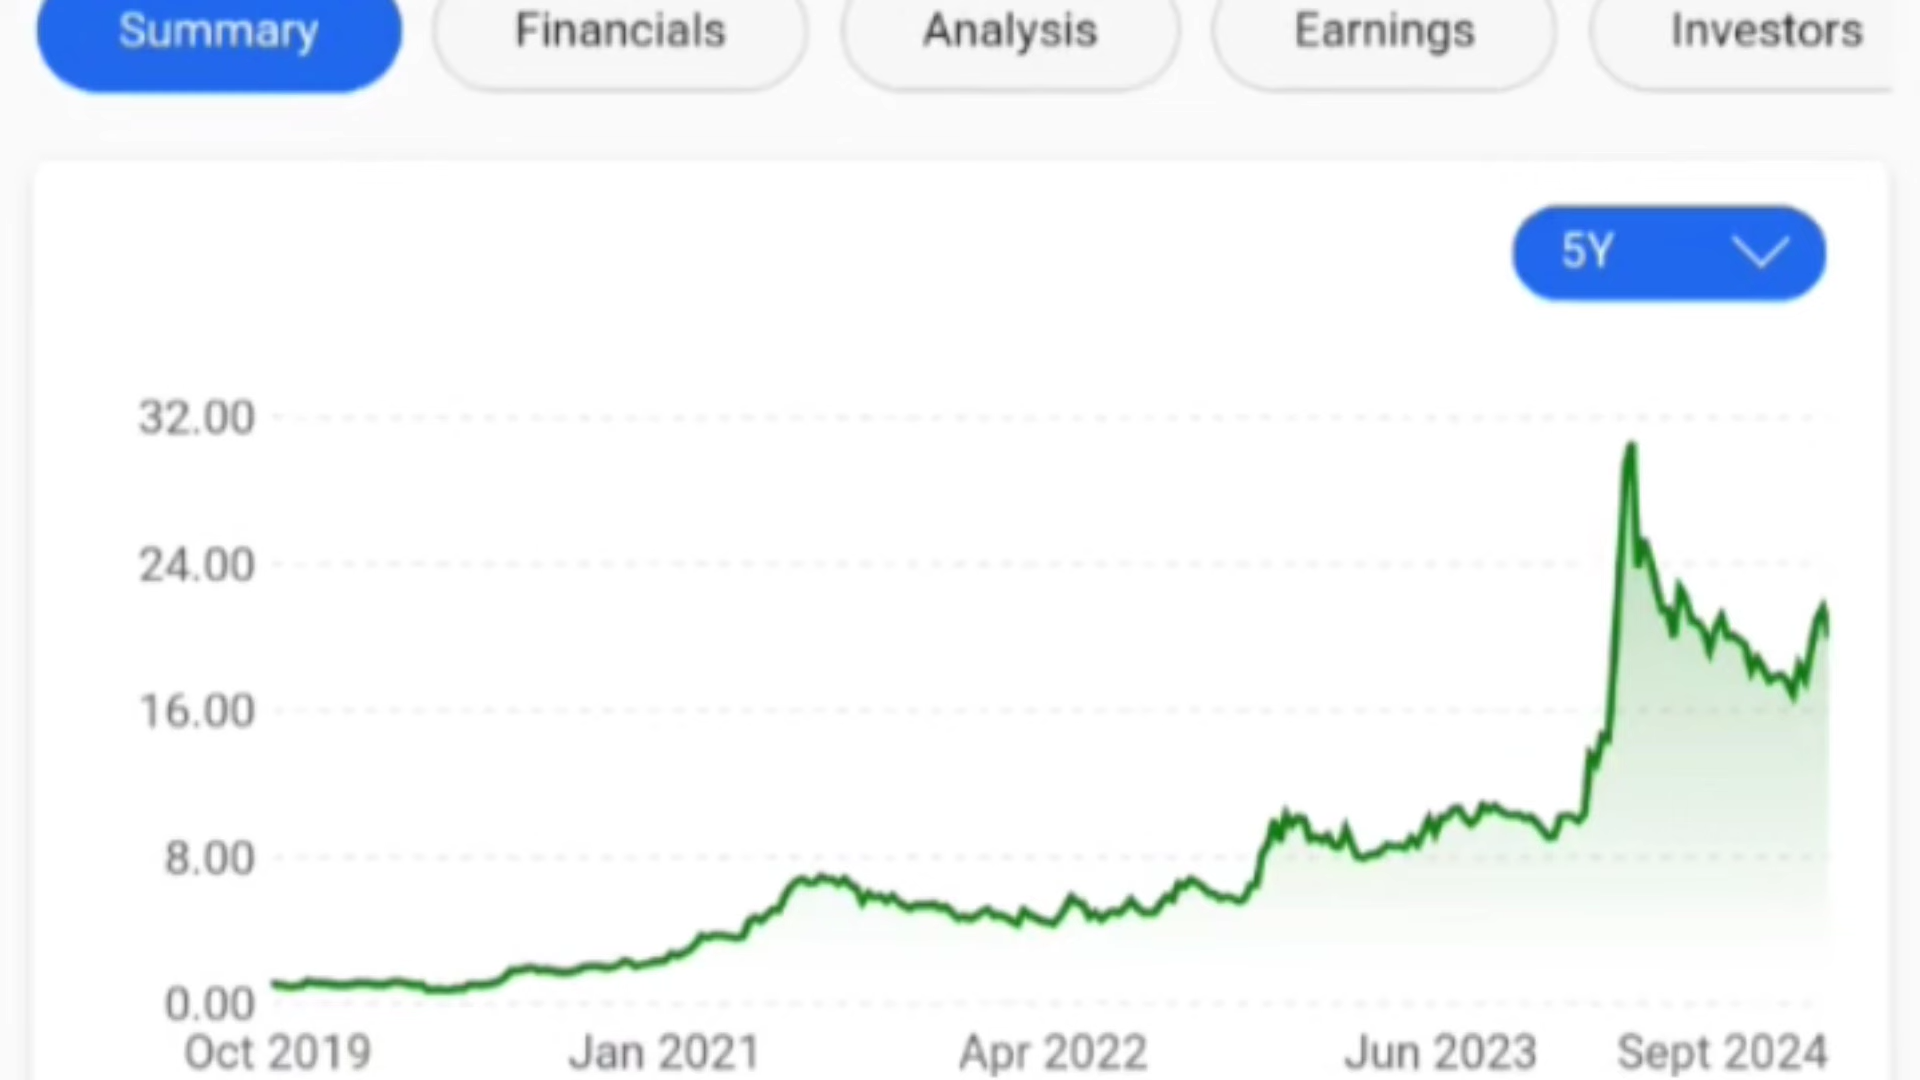 Summary Financials Analysis Earnings Investors
5Y
32.00
24.00
16.00
8.00
0.00
Oct 2019 Jan 2021 Apr 2022 Jun 2023 Sept 2024